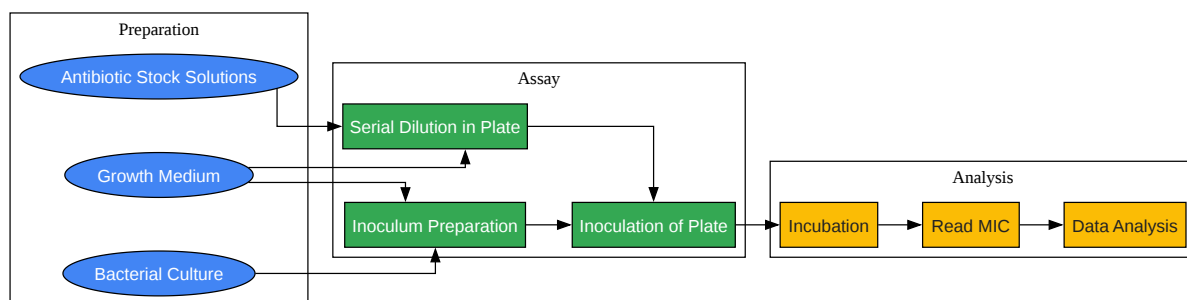 Preparation
Antibiotic Stock Solutions
Growth Medium
Bacterial Culture
Assay
Serial Dilution in Plate
Inoculum Preparation
Inoculation of Plate
Analysis
Incubation
Read MIC
Data Analysis